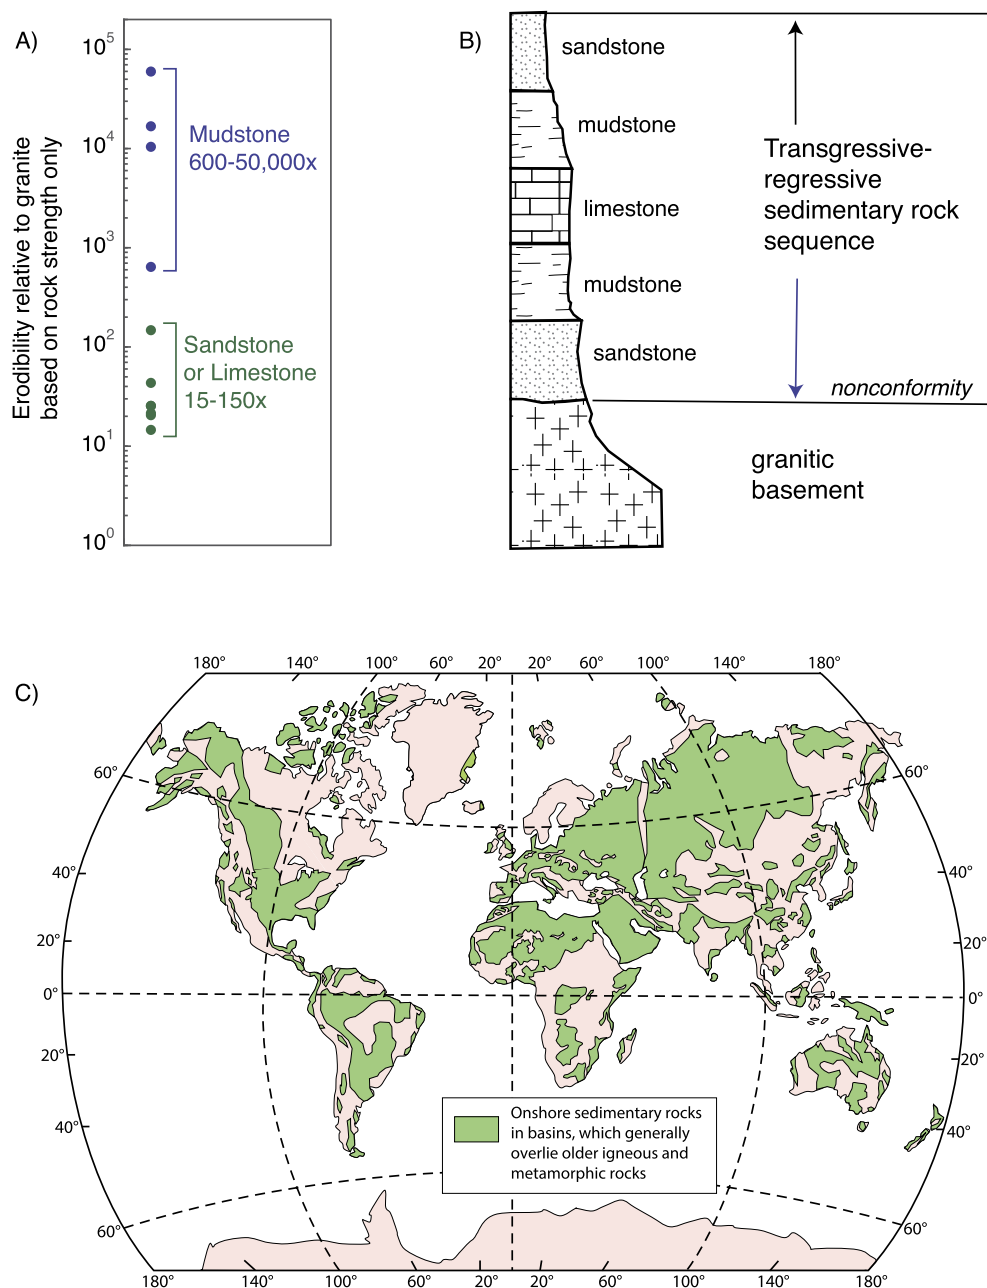 A)
Erodibility relative to granite
based on rock strength only
10^5
10^4
10^3
10^2
10^1
10^0
Mudstone
600-50,000x
Sandstone
or Limestone
15-150x
B)
sandstone
mudstone
limestone
mudstone
sandstone
Transgressive-
regressive
sedimentary rock
sequence
nonconformity
granitic
basement
C)
180° 140° 100° 60° 20° 20° 60° 100° 140° 180°
60° 60°
40° 40°
20° 20°
0° 0°
20° 20°
40° 40°
60° 60°
Onshore sedimentary rocks
in basins, which generally
overlie older igneous and
metamorphic rocks
180° 140° 100° 60° 20° 20° 60° 100° 140° 180°